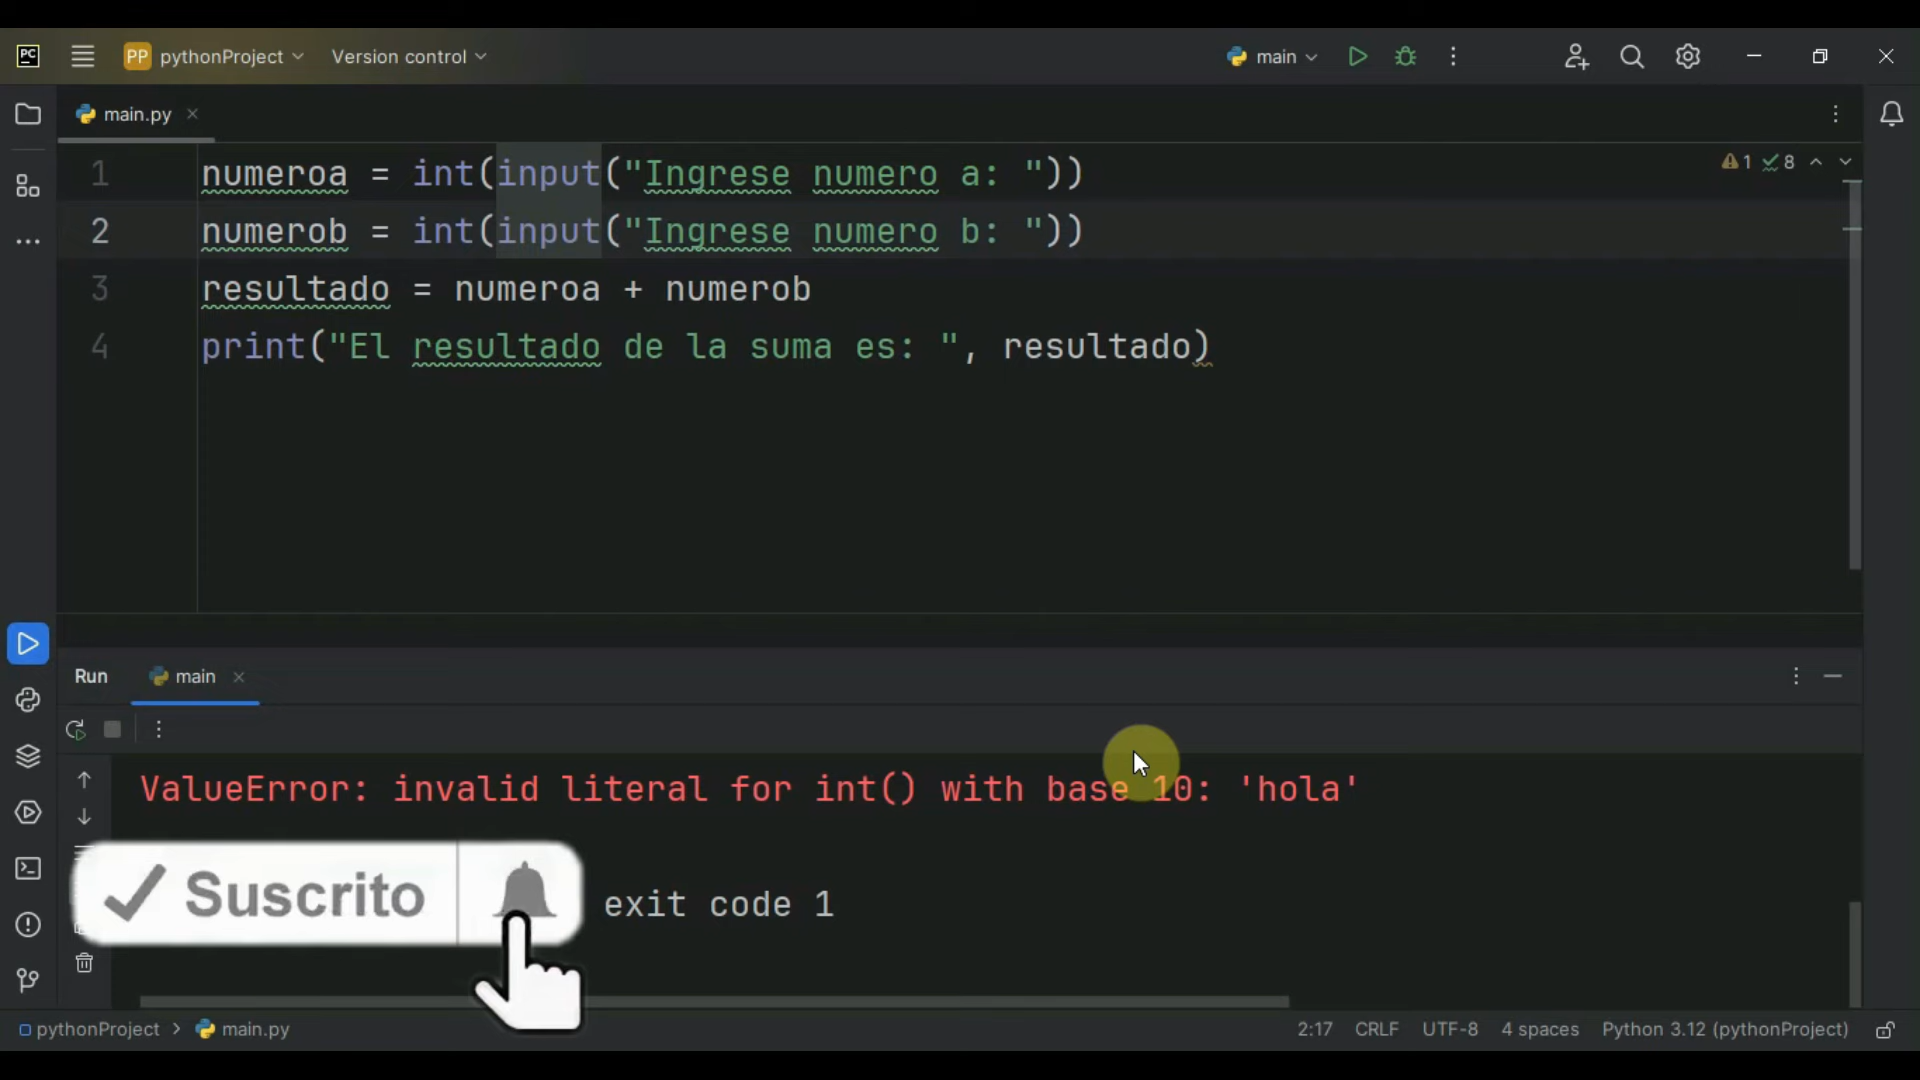 PC
PP pythonProject Version control main
main.py
1 numeroa = int(input("Ingrese numero a: "))
1 8
2 numerob = int(input("Ingrese numero b: "))
3 resultado = numeroa + numerob
4 print("El resultado de la suma es: ", resultado)
Run main
ValueError: invalid literal for int() with base 10: 'hola'
Suscrito
exit code 1
pythonProject > main.py 2:17 CRLF UTF-8 4 spaces Python 3.12 (pythonProject)